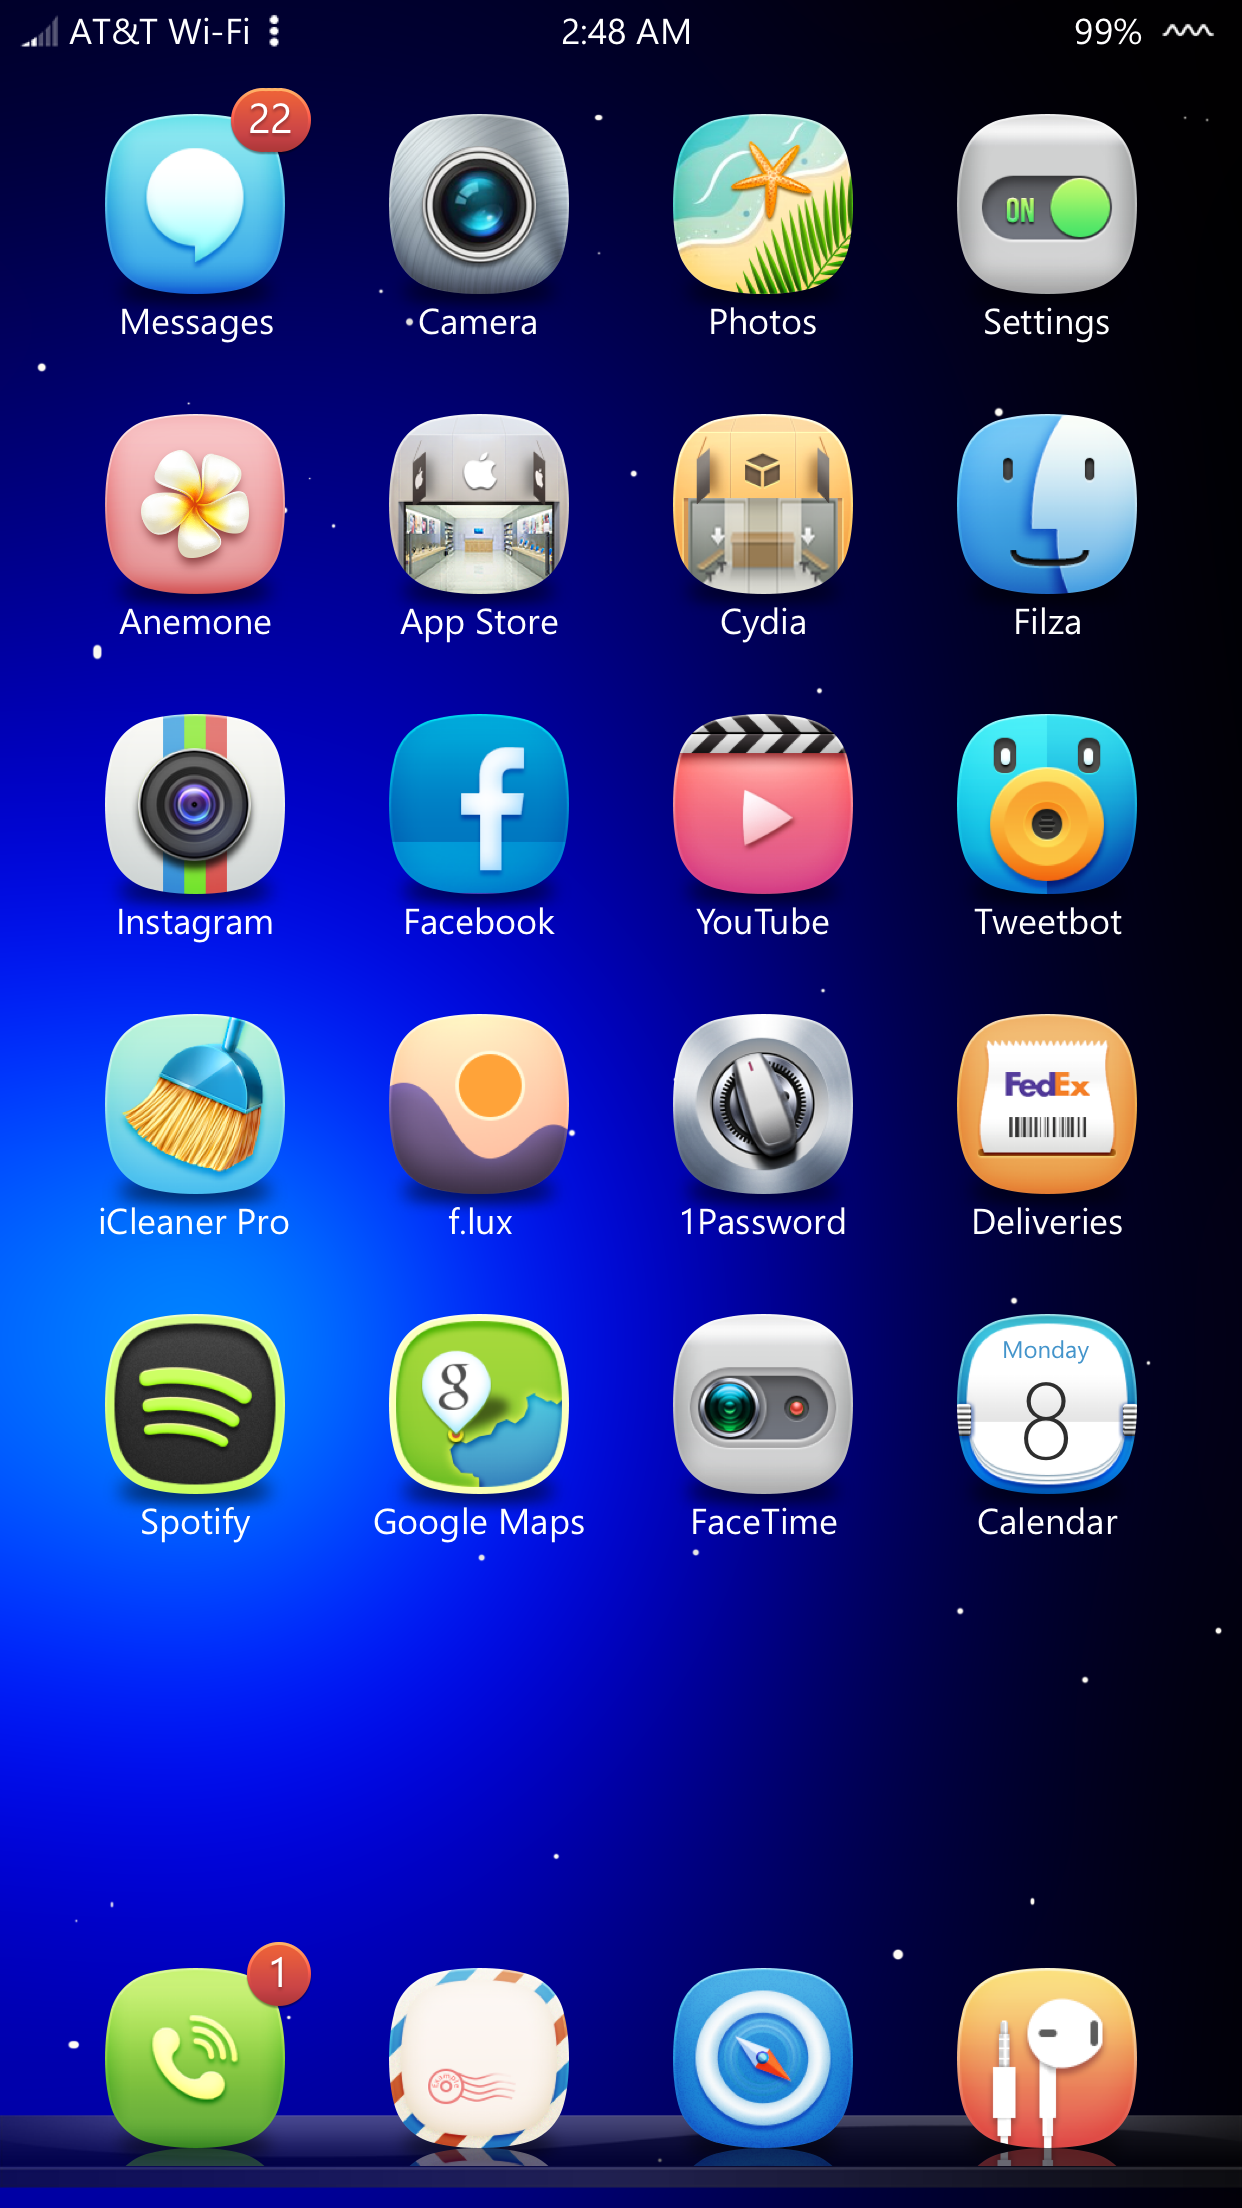 AT&T Wi-Fi 2:48 AM 99%
22
Messages Camera Photos Settings
ON
Anemone App Store Cydia Filza
Instagram Facebook YouTube Tweetbot
FedEx
iCleaner Pro f.lux 1Password Deliveries
g
Monday
8
Spotify Google Maps FaceTime Calendar
1
Example